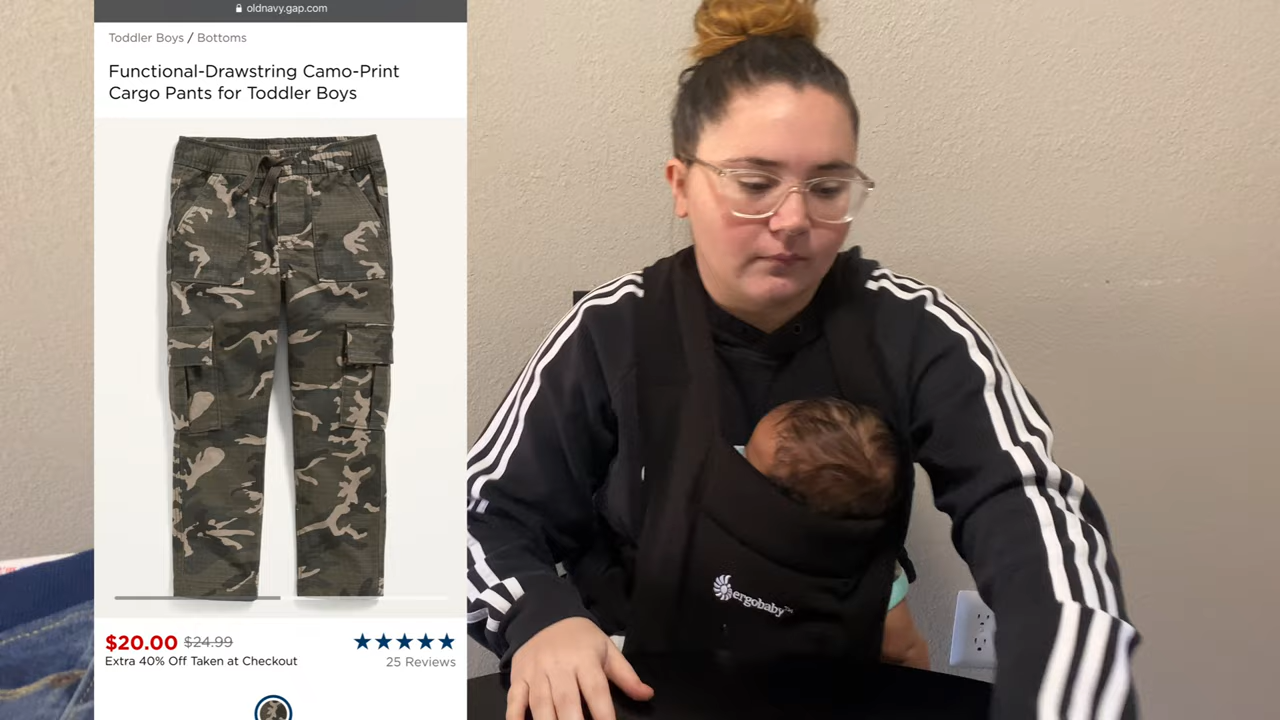 oldnavy.gap.com
Toddler Boys / Bottoms
Functional-Drawstring Camo-Print
Cargo Pants for Toddler Boys
$20.00 $24.99
Extra 40% Off Taken at Checkout
25 Reviews
ergobaby™